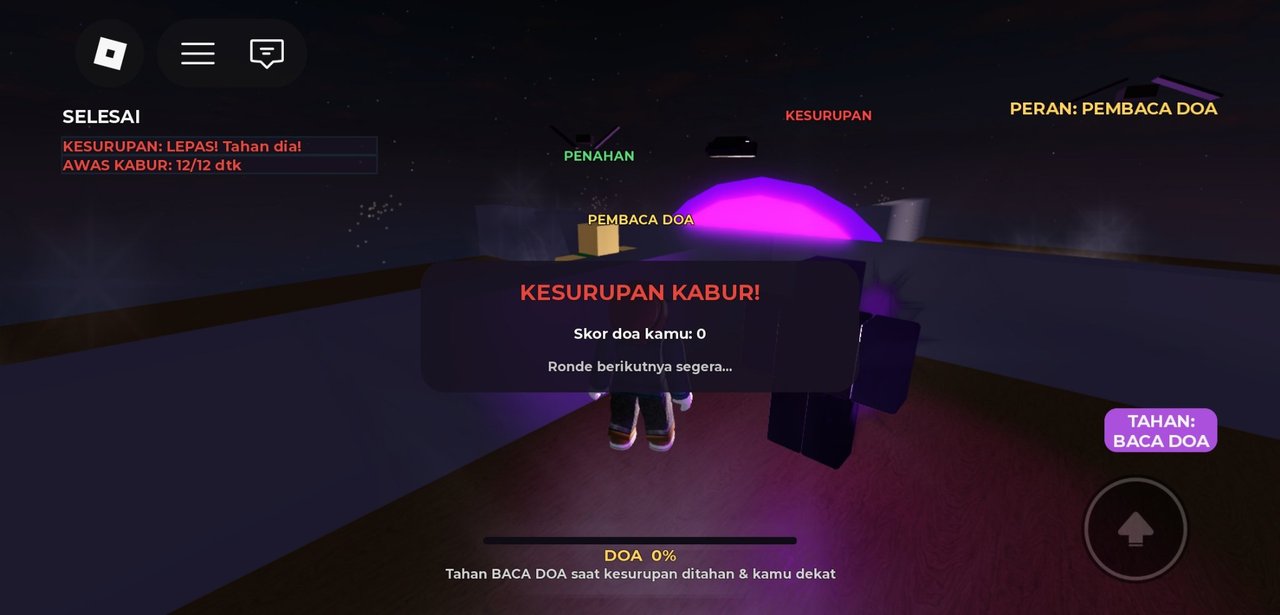 SELESAI
KESURUPAN: LEPAS! Tahan dia!
AWAS KABUR: 12/12 dtk
PERAN: PEMBACA DOA
KESURUPAN
PENAHAN
PEMBACA DOA
KESURUPAN KABUR!
Skor doa kamu: 0
Ronde berikutnya segera...
TAHAN:
BACA DOA
DOA 0%
Tahan BACA DOA saat kesurupan ditahan & kamu dekat